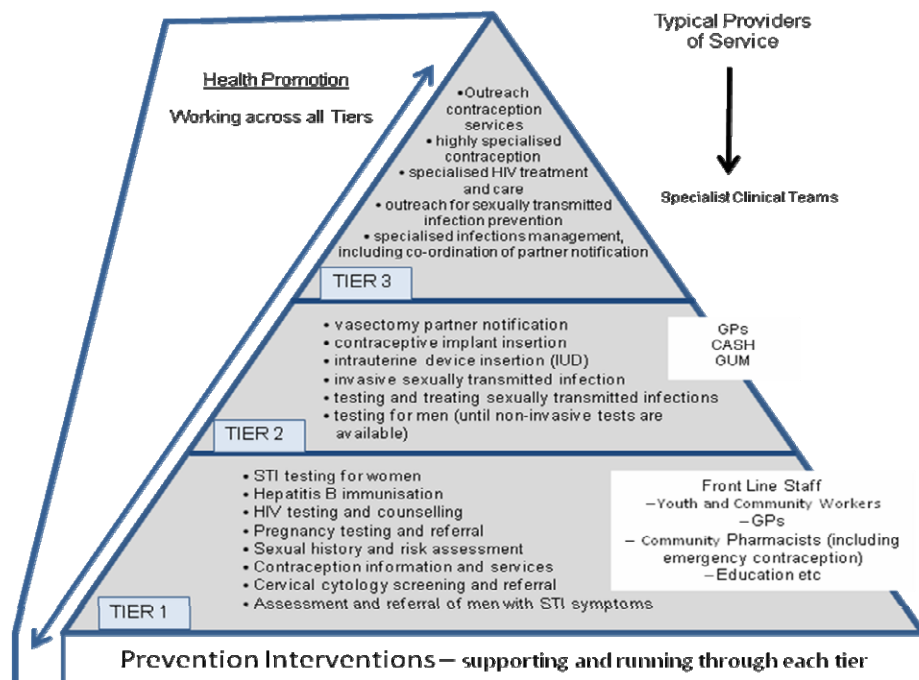 Typical Providers
of Service
Health Promotion
Working across all Tiers
• Outreach
contraception
services
• highly specialised
contraception
• specialised HIV treatment
and care
• outreach for sexually transmitted
infection prevention
• specialised infections management,
including co-ordination of partner notification
Specialist Clinical Teams
TIER 3
• vasectomy partner notification
• contraceptive implant insertion
• intrauterine device insertion (IUD)
• invasive sexually transmitted infection
• testing and treating sexually transmitted infections
• testing for men (until non-invasive tests are
available)
GPs
CASH
GUM
TIER 2
• STI testing for women
• Hepatitis B immunisation
• HIV testing and counselling
• Pregnancy testing and referral
• Sexual history and risk assessment
• Contraception information and services
• Cervical cytology screening and referral
• Assessment and referral of men with STI symptoms
Front Line Staff
–Youth and Community Workers
–GPs
– Community Pharmacists (including
emergency contraception)
–Education etc
TIER 1
Prevention Interventions – supporting and running through each tier